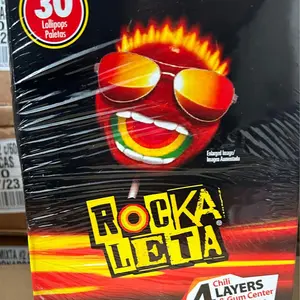 30
Lollipops
Paletas
Enlarged Image/
Imagen Aumentada
ROCKA
LETA®
Chili
4 LAYERS
& Gum Center